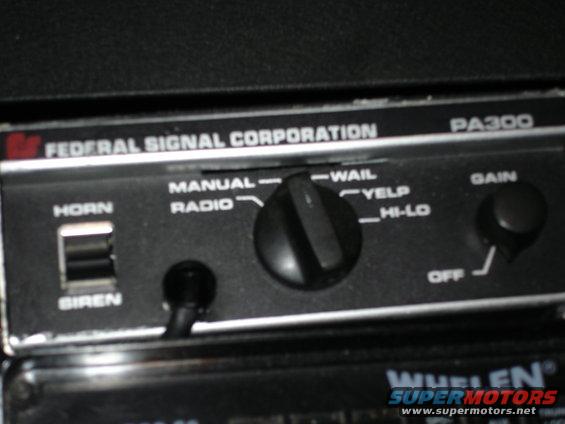 FEDERAL SIGNAL CORPORATION PA300
MANUAL WAIL
RADIO YELP
HI-LO
GAIN
OFF
HORN
SIREN
WHELEN®
SUPERMOTORS
www.supermotors.net